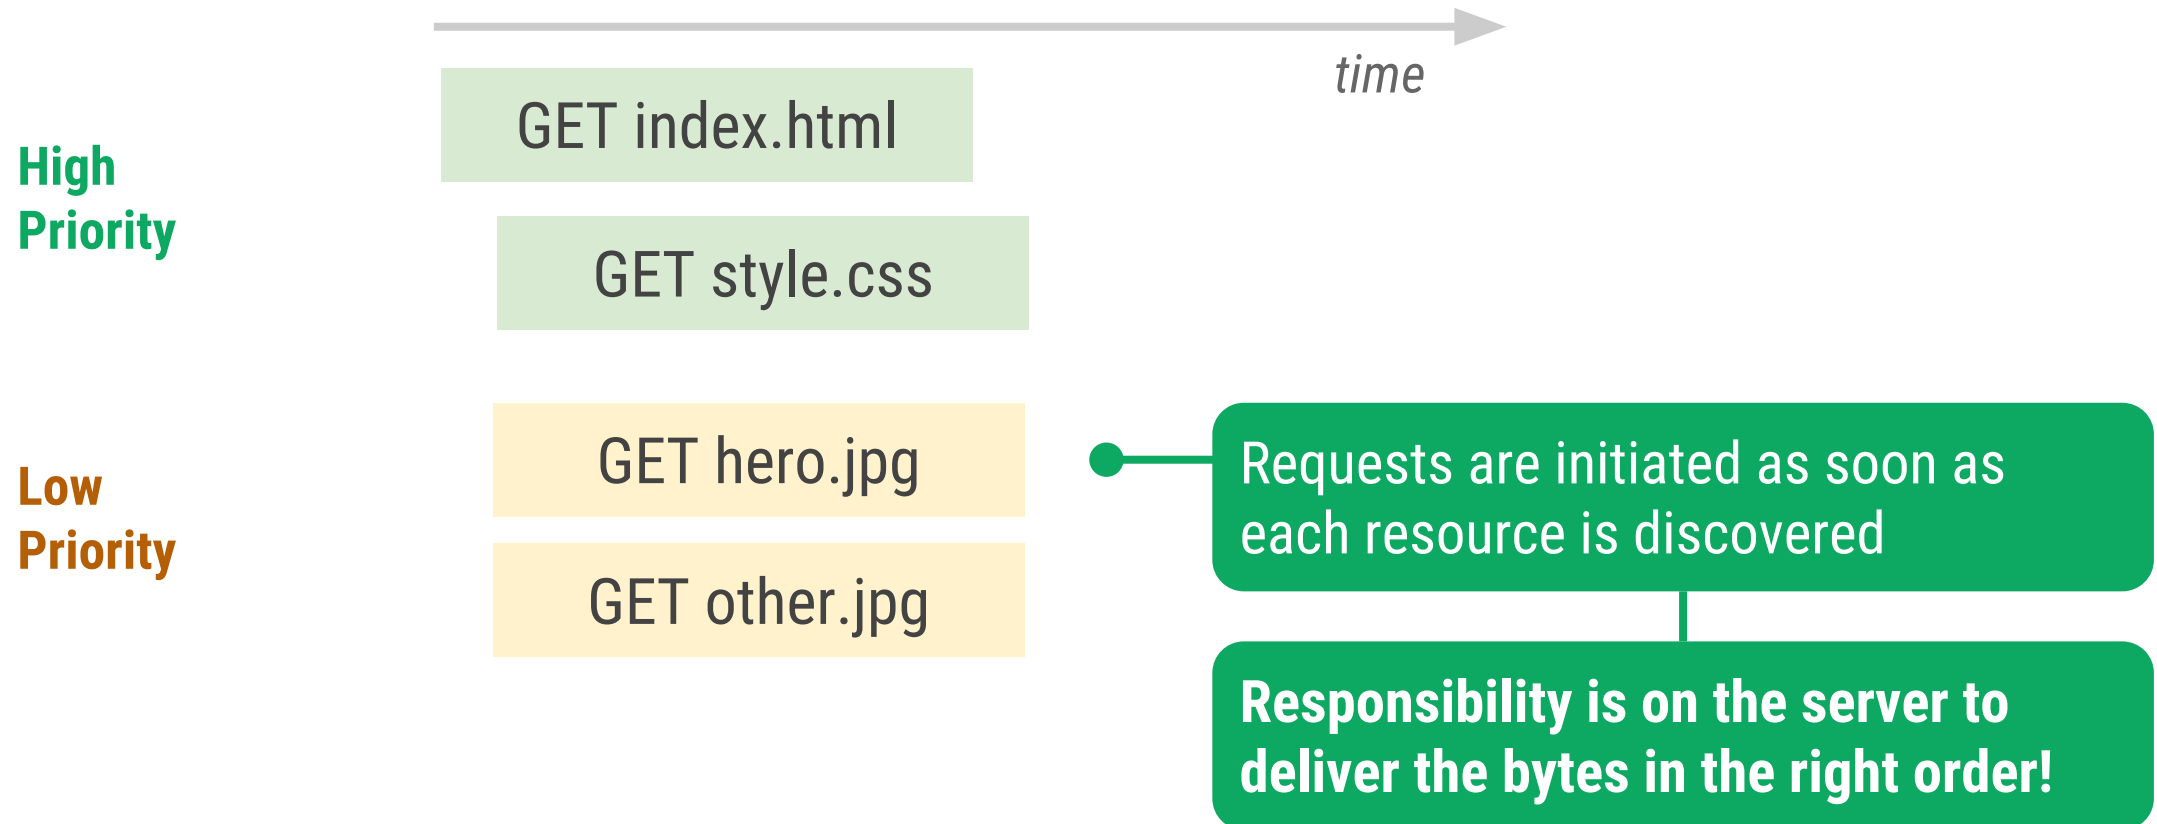 time
High
Priority
GET index.html
GET style.css
Low
Priority
GET hero.jpg
GET other.jpg
Requests are initiated as soon as
each resource is discovered
Responsibility is on the server to
deliver the bytes in the right order!